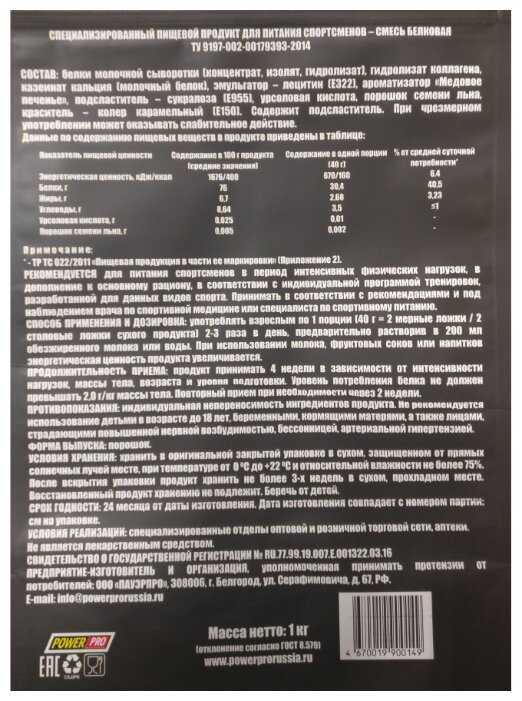 СПЕЦИАЛИЗИРОВАННЫЙ ПИЩЕВОЙ ПРОДУКТ ДЛЯ ПИТАНИЯ СПОРТСМЕНОВ – СМЕСЬ БЕЛКОВАЯ
ТУ 9197-002-00179393-2014
СОСТАВ: белки молочной сыворотки (концентрат, изолят, гидролизат), гидролизат коллагена,
казеинат кальция (молочный белок), эмульгатор – лецитин (Е322), ароматизатор «Медовое
печенье», подсластитель – сукралоза (Е955), урсоловая кислота, порошок семени льна,
краситель – колер карамельный (Е150). Содержит подсластитель. При чрезмерном
употреблении может оказывать слабительное действие.
Данные по содержанию пищевых веществ в продукте приведены в таблице:
Показатель пищевой ценности Содержание в 100 г продукта (средние значения) Содержание в одной порции (40 г) % от средней суточной потребности*
Энергетическая ценность, кДж/ккал 1676/400 670/160 6.4
Белки, г 76 30,4 40,5
Жиры, г 6,7 2,68 3,23
Углеводы, г 8,64 3,5 ≤1
Урсоловая кислота, г 0,025 0,01 -
Порошок семени льна, г 0,005 0,002 -
Примечание:
* - ТР ТС 022/2011 «Пищевая продукция в части ее маркировки» (Приложение 2).
РЕКОМЕНДУЕТСЯ для питания спортсменов в период интенсивных физических нагрузок, в
дополнение к основному рациону, в соответствии с индивидуальной программой тренировок,
разработанной для данных видов спорта. Принимать в соответствии с рекомендациями и под
наблюдением врача по спортивной медицине или специалиста по спортивному питанию.
СПОСОБ ПРИМЕНЕНИЯ И ДОЗИРОВКА: употреблять взрослым по 1 порции (40 г = 2 мерные ложки / 2
столовые ложки сухого продукта) 2-3 раза в день, предварительно растворив в 200 мл
обезжиренного молока или воды. При использовании молока, фруктовых соков или напитков
энергетическая ценность продукта увеличивается.
ПРОДОЛЖИТЕЛЬНОСТЬ ПРИЕМА: продукт принимать 4 недели в зависимости от интенсивности
нагрузок, массы тела, возраста и уровня подготовки. Уровень потребления белка не должен
превышать 2,0 г/кг массы тела. Повторный прием при необходимости через 2 недели.
ПРОТИВОПОКАЗАНИЯ: индивидуальная непереносимость ингредиентов продукта. Не рекомендуется
использование детьми в возрасте до 18 лет, беременными, кормящими матерями, а также лицами,
страдающими повышенной нервной возбудимостью, бессонницей, артериальной гипертензией.
ФОРМА ВЫПУСКА: порошок.
УСЛОВИЯ ХРАНЕНИЯ: хранить в оригинальной закрытой упаковке в сухом, защищенном от прямых
солнечных лучей месте, при температуре от 0 °С до +22 °С и относительной влажности не более 75%.
После вскрытия упаковки продукт хранить не более 3-х недель в сухом, прохладном месте.
Восстановленный продукт хранению не подлежит. Беречь от детей.
СРОК ГОДНОСТИ: 24 месяца от даты изготовления. Дата изготовления совпадает с номером партии:
см на упаковке.
УСЛОВИЯ РЕАЛИЗАЦИИ: специализированные отделы оптовой и розничной торговой сети, аптеки.
Не является лекарственным средством.
СВИДЕТЕЛЬСТВО О ГОСУДАРСТВЕННОЙ РЕГИСТРАЦИИ № RU.77.99.19.007.Е.001322.03.16
ПРЕДПРИЯТИЕ-ИЗГОТОВИТЕЛЬ И ОРГАНИЗАЦИЯ, уполномоченная принимать претензии от
потребителей: ООО «ПАУЭРПРО», 308006, г. Белгород, ул. Серафимовича, д. 67, РФ.
E-mail: info@powerprorussia.ru
POWER PRO
EAC
Масса нетто: 1 кг
(отклонение согласно ГОСТ 8.579)
www.powerprorussia.ru
4 670019 900149